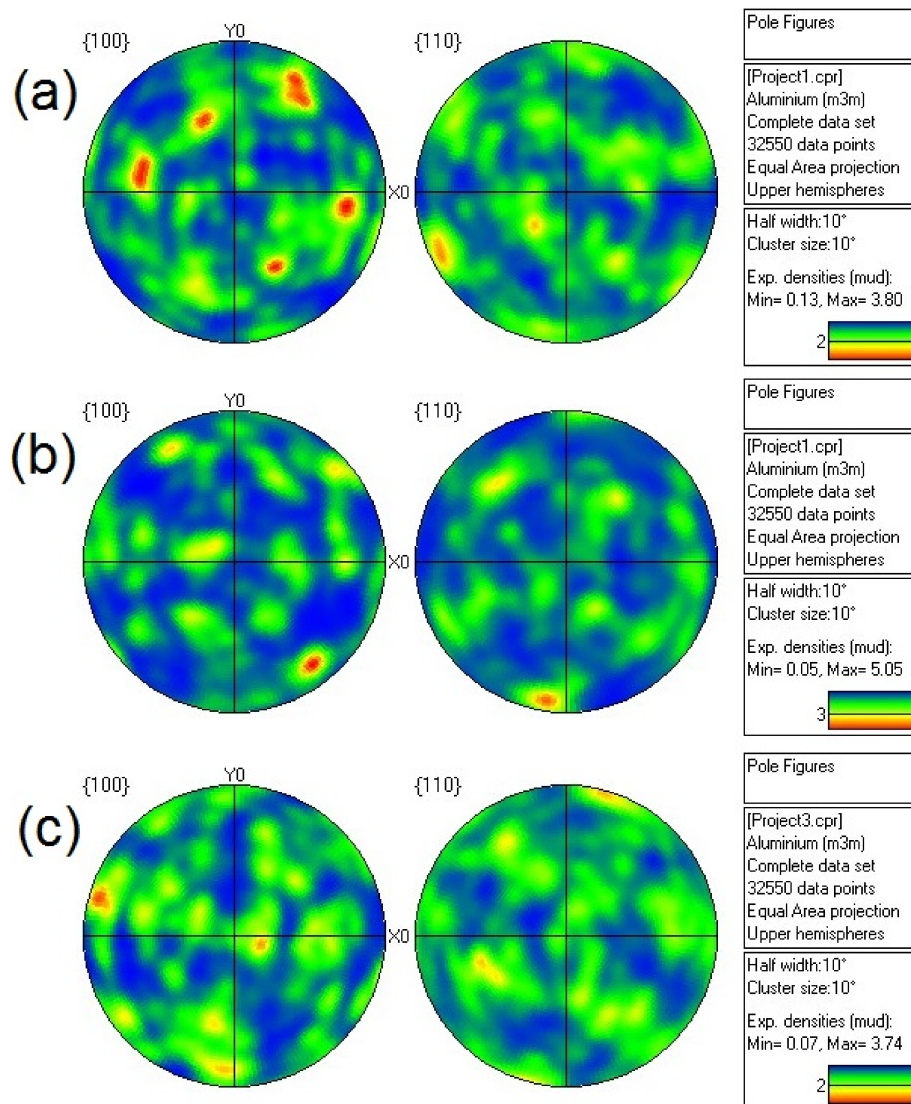 (a)
{100}
Y0
{110}
X0
Pole Figures
[Project1.cpr]
Aluminium (m3m)
Complete data set
32550 data points
Equal Area projection
Upper hemispheres
Half width:10°
Cluster size:10°
Exp. densities (mud):
Min= 0.13, Max= 3.80
2
(b)
{100}
Y0
{110}
X0
Pole Figures
[Project1.cpr]
Aluminium (m3m)
Complete data set
32550 data points
Equal Area projection
Upper hemispheres
Half width:10°
Cluster size:10°
Exp. densities (mud):
Min= 0.05, Max= 5.05
3
(c)
{100}
Y0
{110}
X0
Pole Figures
[Project3.cpr]
Aluminium (m3m)
Complete data set
32550 data points
Equal Area projection
Upper hemispheres
Half width:10°
Cluster size:10°
Exp. densities (mud):
Min= 0.07, Max= 3.74
2